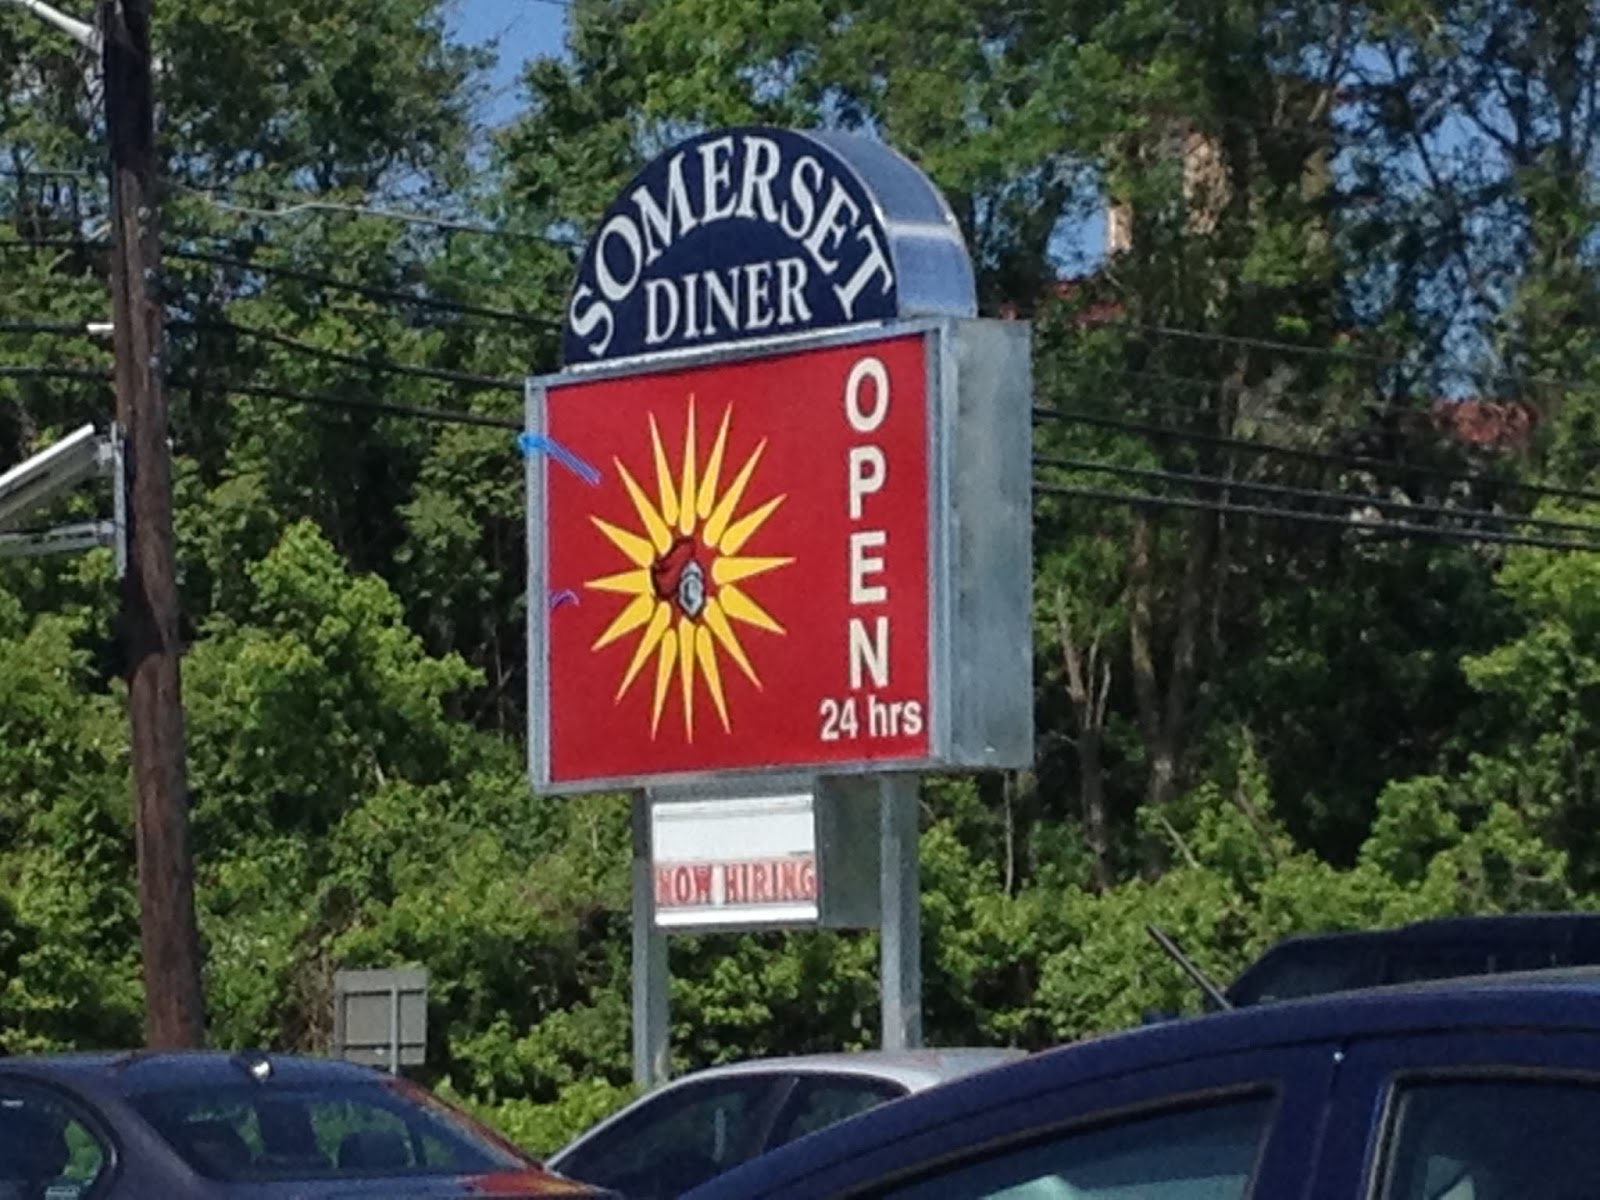 SOMERSET
DINER
OPEN
24 hrs
NOW HIRING